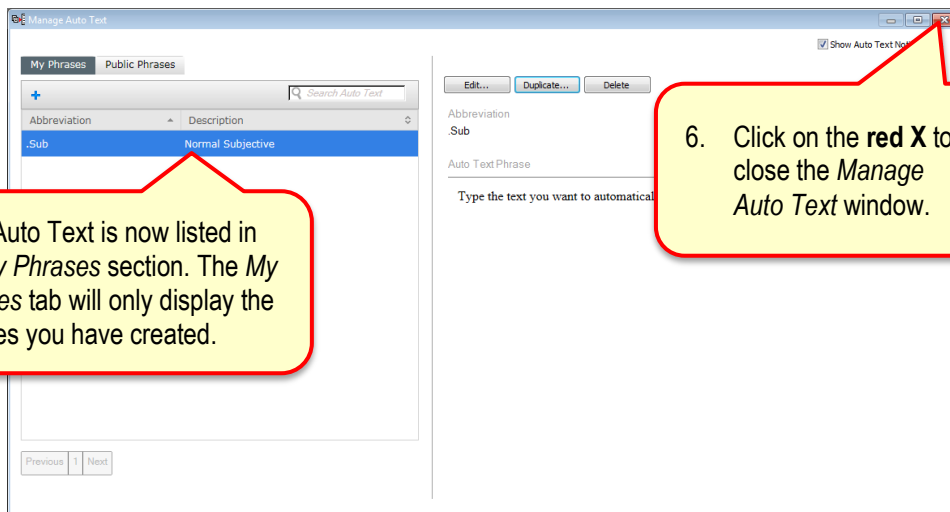 Manage Auto Text
Show Auto Text Not
My Phrases Public Phrases
+ Search Auto Text
Edit... Duplicate... Delete
Abbreviation Description
Abbreviation
.Sub Normal Subjective
.Sub
Auto Text Phrase
Type the text you want to automatical
6. Click on the red X to
close the Manage
Auto Text window.
Auto Text is now listed in
y Phrases section. The My
es tab will only display the
es you have created.
Previous 1 Next